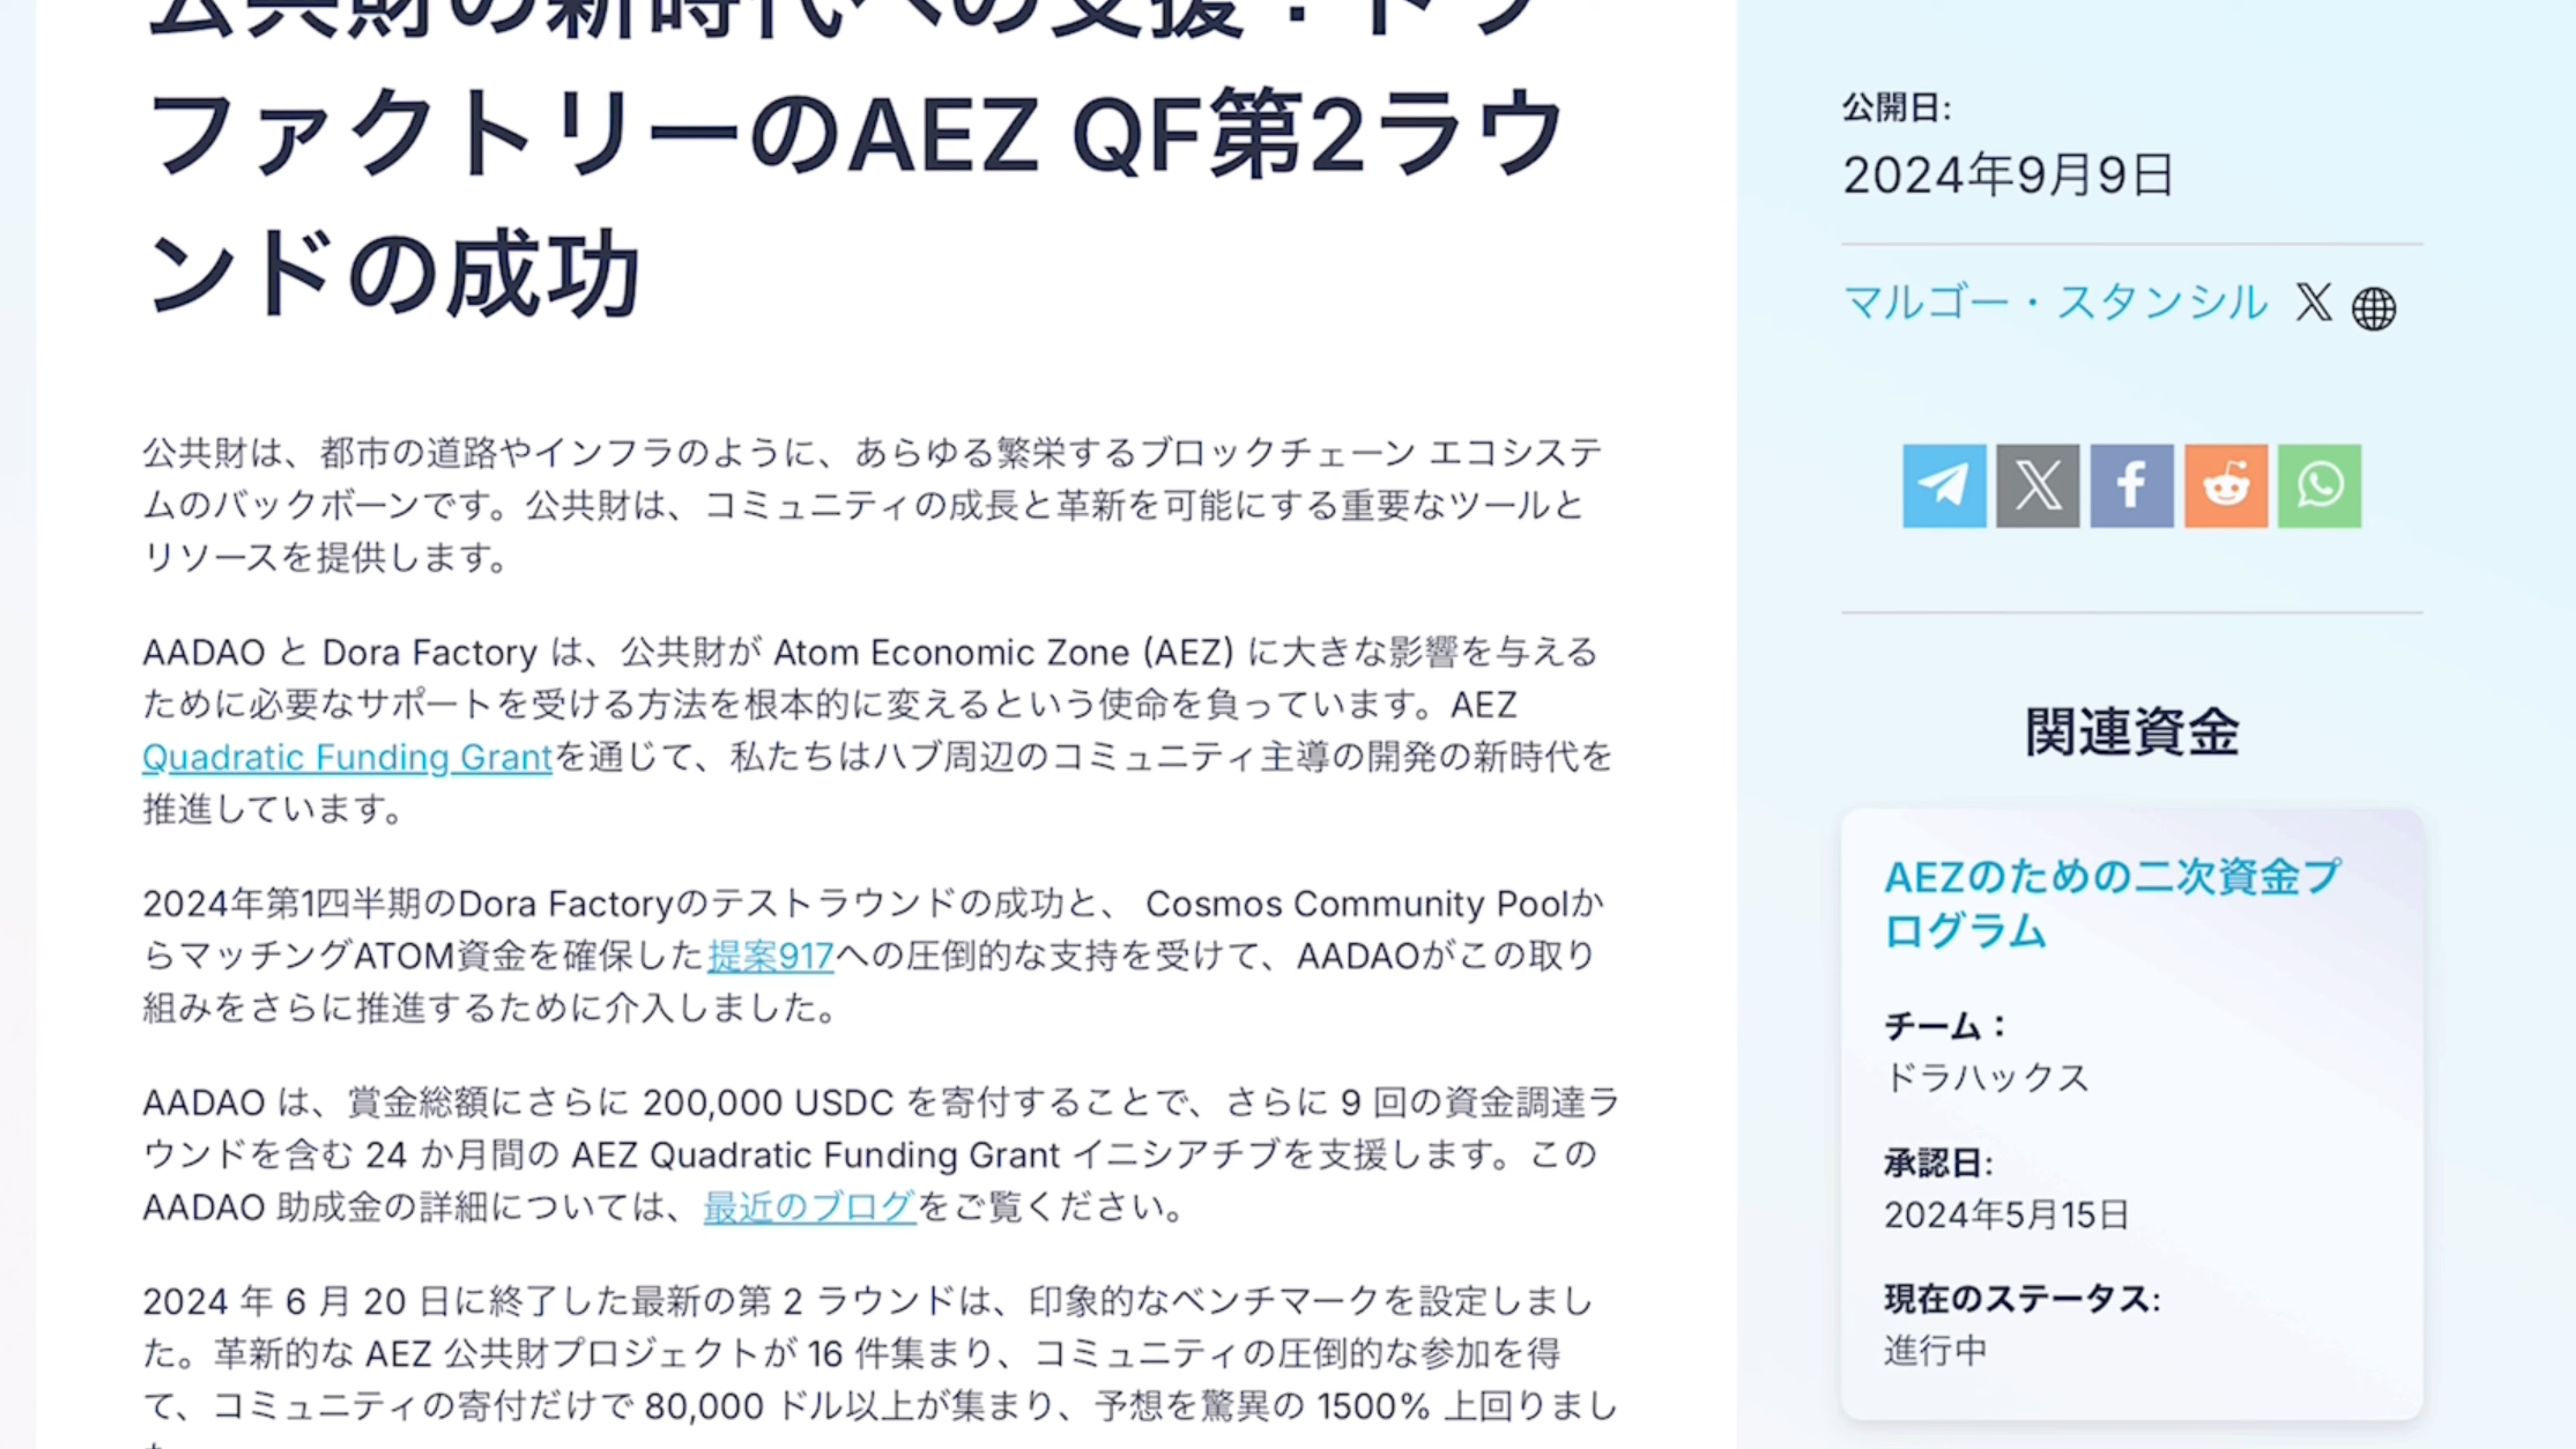 公共財の新時代への支援：ドラ
ファクトリーのAEZ QF第2ラウ
ンドの成功
公共財は、都市の道路やインフラのように、あらゆる繁栄するブロックチェーン エコシステ
ムのバックボーンです。公共財は、コミュニティの成長と革新を可能にする重要なツールと
リソースを提供します。
AADAO と Dora Factory は、公共財が Atom Economic Zone (AEZ) に大きな影響を与える
ために必要なサポートを受ける方法を根本的に変えるという使命を負っています。AEZ
Quadratic Funding Grantを通じて、私たちはハブ周辺のコミュニティ主導の開発の新時代を
推進しています。
2024年第1四半期のDora Factoryのテストラウンドの成功と、 Cosmos Community Poolか
らマッチングATOM資金を確保した提案917への圧倒的な支持を受けて、AADAOがこの取り
組みをさらに推進するために介入しました。
AADAO は、賞金総額にさらに 200,000 USDC を寄付することで、さらに 9 回の資金調達ラ
ウンドを含む 24 か月間の AEZ Quadratic Funding Grant イニシアチブを支援します。この
AADAO 助成金の詳細については、最近のブログをご覧ください。
2024 年 6 月 20 日に終了した最新の第 2 ラウンドは、印象的なベンチマークを設定しまし
た。革新的な AEZ 公共財プロジェクトが 16 件集まり、コミュニティの圧倒的な参加を得
て、コミュニティの寄付だけで 80,000 ドル以上が集まり、予想を驚異の 1500% 上回りまし
公開日:
2024年9月9日
マルゴー・スタンシル
関連資金
AEZのための二次資金プ
ログラム
チーム：
ドラハックス
承認日:
2024年5月15日
現在のステータス:
進行中